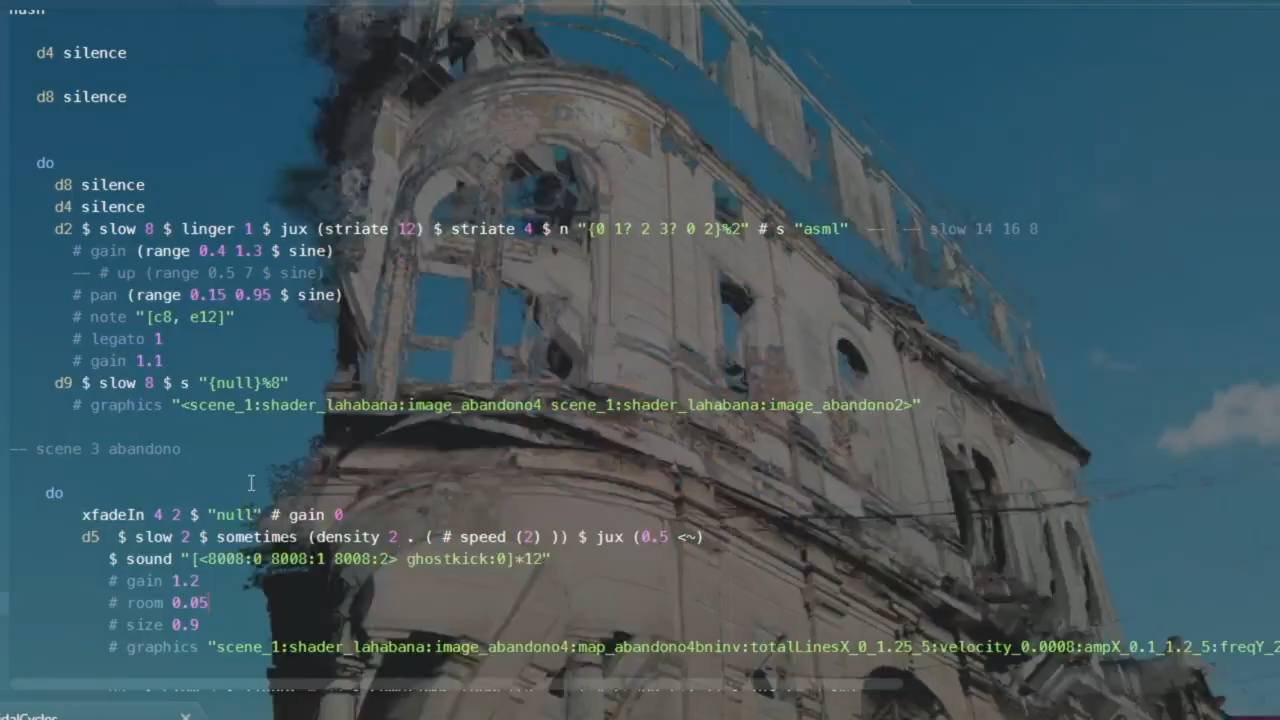 hush
d4 silence
d8 silence
do
d8 silence
d4 silence
d2 $ slow 8 $ linger 1 $ jux (striate 12) $ striate 4 $ n "{0 1? 2 3? 0 2}%2" # s "asml" -- -- slow 14 16 8
# gain (range 0.4 1.3 $ sine)
-- # up (range 0.5 7 $ sine)
# pan (range 0.15 0.95 $ sine)
# note "[c8, e12]"
# legato 1
# gain 1.1
d9 $ slow 8 $ s "{null}%8"
# graphics "<scene_1:shader_lahabana:image_abandono4 scene_1:shader_lahabana:image_abandono2>"
-- scene 3 abandono
do
xfadeIn 4 2 $ "null" # gain 0
d5 $ slow 2 $ sometimes (density 2 . ( # speed (2) )) $ jux (0.5 <~)
$ sound "[<8008:0 8008:1 8008:2> ghostkick:0]*12"
# gain 1.2
# room 0.05
# size 0.9
# graphics "scene_1:shader_lahabana:image_abandono4:map_abandono4bninv:totalLinesX_0_1.25_5:velocity_0.0008:ampX_0.1_1.2_5:freqY_2
dalCycles